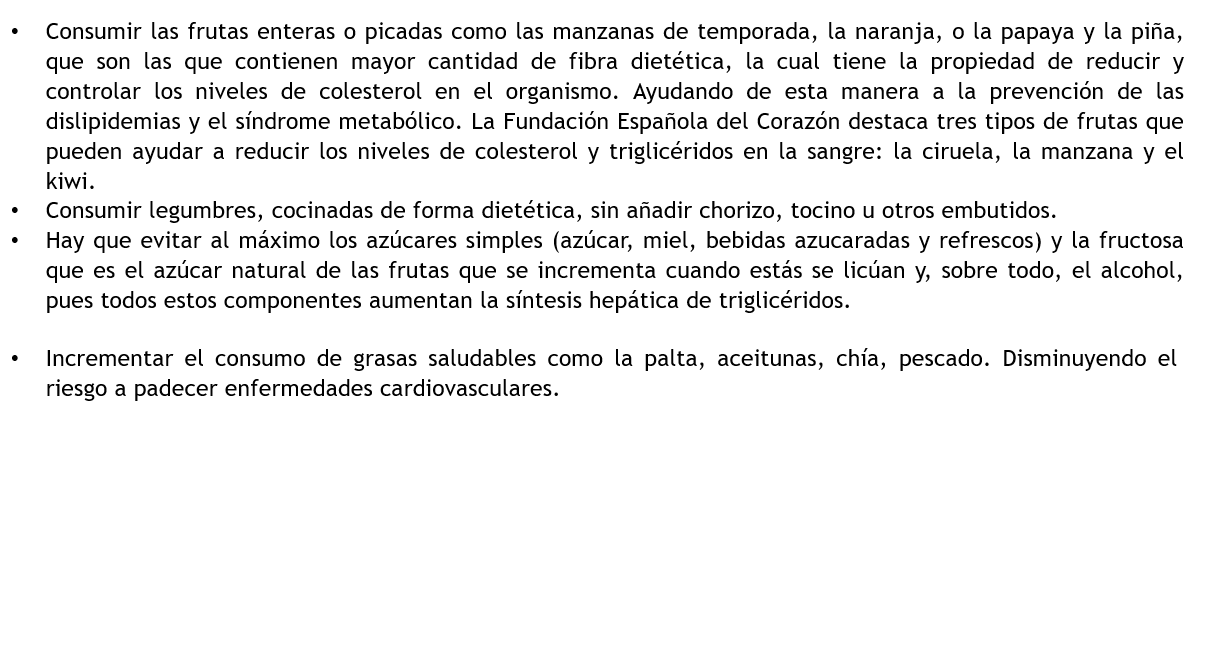 • Consumir las frutas enteras o picadas como las manzanas de temporada, la naranja, o la papaya y la piña,
que son las que contienen mayor cantidad de fibra dietética, la cual tiene la propiedad de reducir y
controlar los niveles de colesterol en el organismo. Ayudando de esta manera a la prevención de las
dislipidemias y el síndrome metabólico. La Fundación Española del Corazón destaca tres tipos de frutas que
pueden ayudar a reducir los niveles de colesterol y triglicéridos en la sangre: la ciruela, la manzana y el
kiwi.
• Consumir legumbres, cocinadas de forma dietética, sin añadir chorizo, tocino u otros embutidos.
• Hay que evitar al máximo los azúcares simples (azúcar, miel, bebidas azucaradas y refrescos) y la fructosa
que es el azúcar natural de las frutas que se incrementa cuando estás se licúan y, sobre todo, el alcohol,
pues todos estos componentes aumentan la síntesis hepática de triglicéridos.
• Incrementar el consumo de grasas saludables como la palta, aceitunas, chía, pescado. Disminuyendo el
riesgo a padecer enfermedades cardiovasculares.